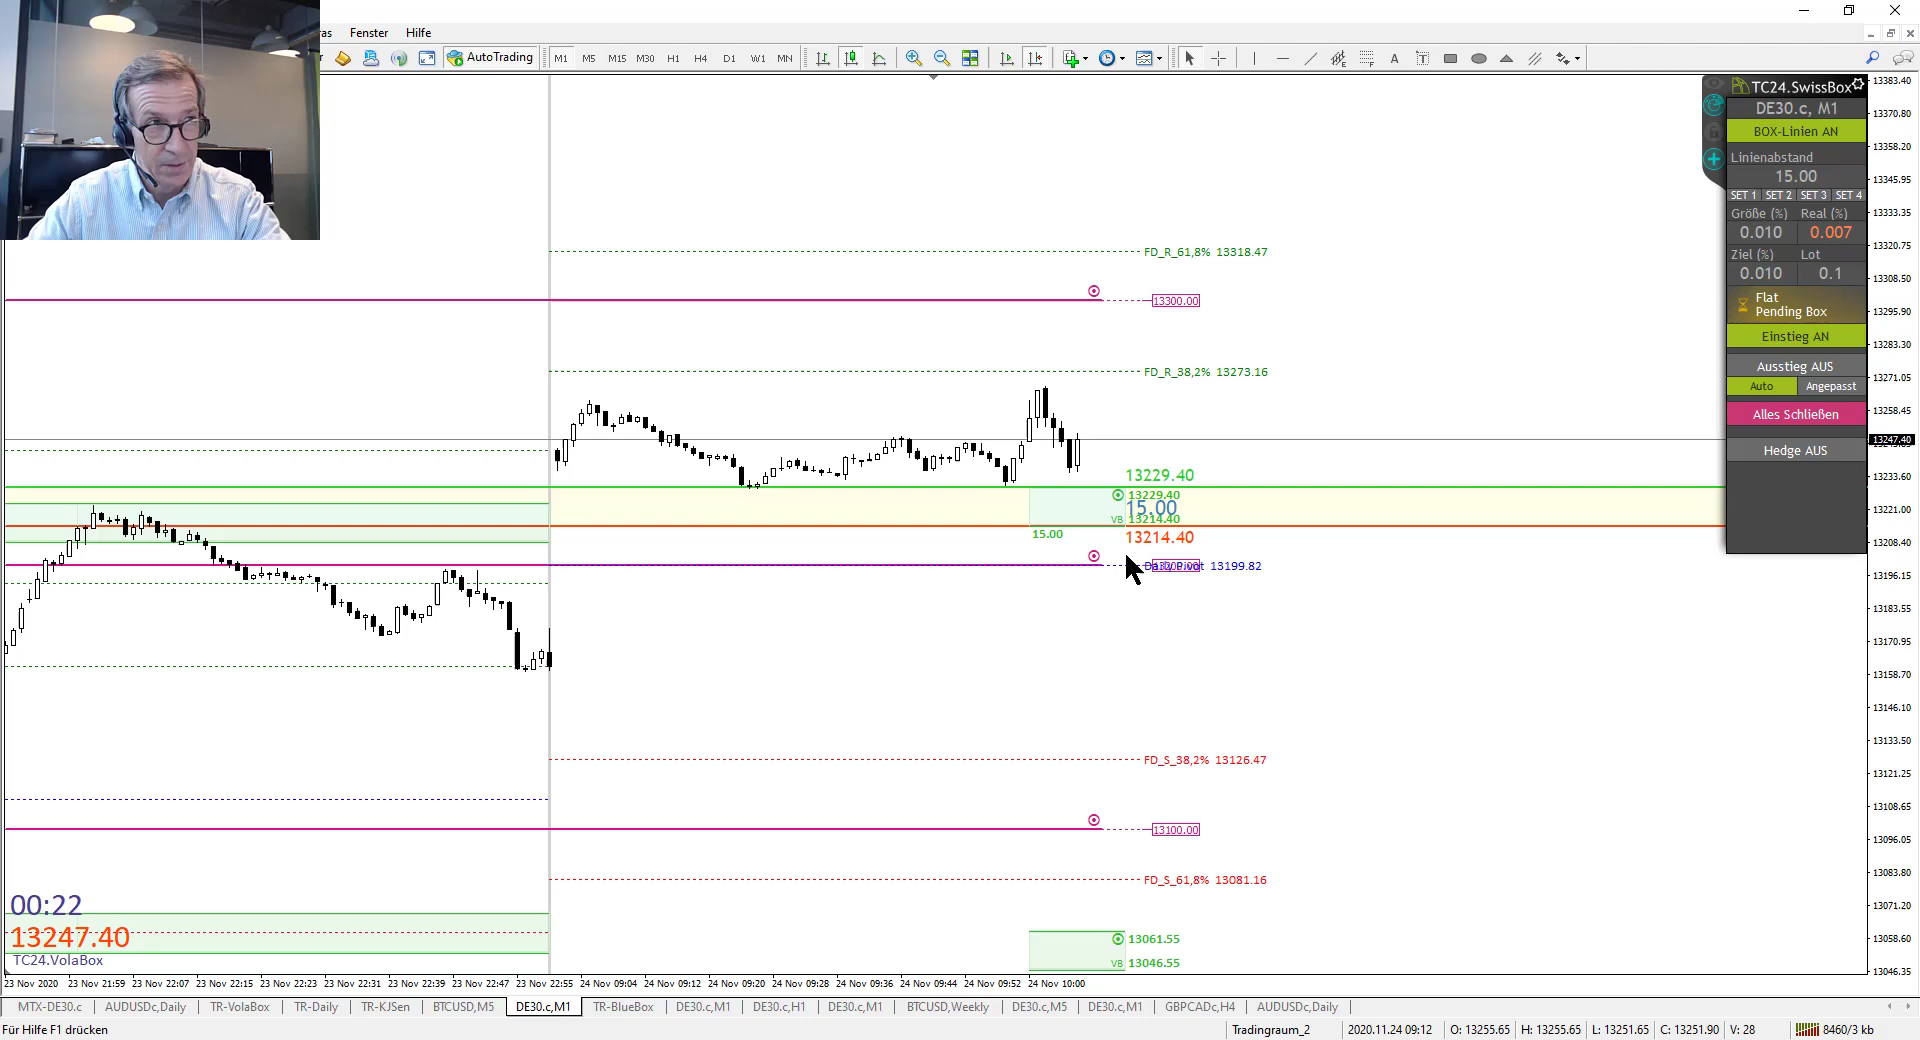 Fenster Hilfe
AutoTrading M1 M5 M15 M30 H1 H4 D1 W1 MN
TC24.SwissBox
DE30.c, M1
BOX-Linien AN
Linienabstand
15.00
SET 1 SET 2 SET 3 SET 4
Größe (%) Real (%)
0.010 0.007
Ziel (%) Lot
0.010 0.1
Flat
Pending Box
Einstieg AN
Ausstieg AUS
Auto Angepasst
Alles Schließen
Hedge AUS
13383.40
13370.80
13358.20
13345.95
13333.35
13320.75
13308.50
13295.90
13283.30
13271.05
13258.45
13247.40
13233.60
13221.00
13208.40
13196.15
13183.55
13170.95
13158.70
13146.10
13133.50
13121.25
13108.65
13096.05
13083.80
13071.20
13058.60
13046.35
FD_R_61,8% 13318.47
13300.00
FD_R_38,2% 13273.16
13229.40
13229.40
15.00
VB 13214.40
15.00
13214.40
13199.82
FD_S_38,2% 13126.47
13100.00
FD_S_61,8% 13081.16
13061.55
VB 13046.55
00:22
13247.40
TC24.VolaBox
23 Nov 2020 23 Nov 21:59 23 Nov 22:07 23 Nov 22:15 23 Nov 22:23 23 Nov 22:31 23 Nov 22:39 23 Nov 22:47 23 Nov 22:55 24 Nov 09:04 24 Nov 09:12 24 Nov 09:20 24 Nov 09:28 24 Nov 09:36 24 Nov 09:44 24 Nov 09:52 24 Nov 10:00
MTX-DE30.c AUDUSDc,Daily TR-VolaBox TR-Daily TR-KJSen BTCUSD,M5 DE30.c,M1 TR-BlueBox DE30.c,M1 DE30.c,H1 DE30.c,M1 BTCUSD,Weekly DE30.c,M5 DE30.c,M1 GBPCADc,H4 AUDUSDc,Daily
Für Hilfe F1 drücken Tradingraum_2 2020.11.24 09:12 O: 13255.65 H: 13255.65 L: 13251.65 C: 13251.90 V: 28 8460/3 kb